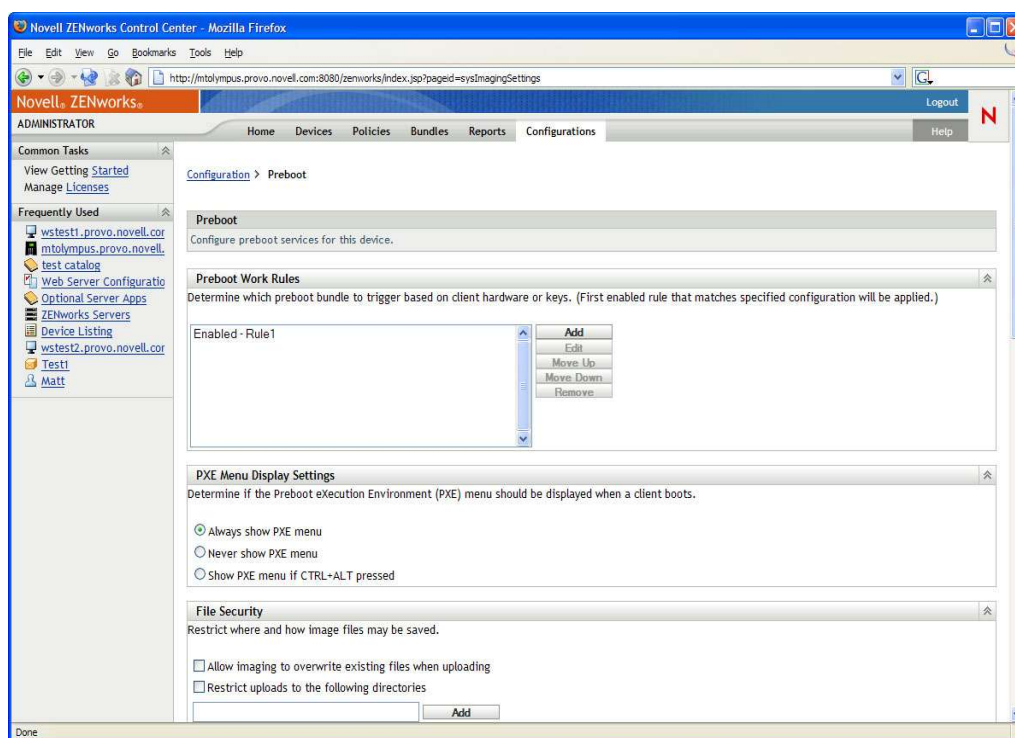 Novell ZENworks Control Center - Mozilla Firefox
File Edit View Go Bookmarks Tools Help
http://mtolympus.provo.novell.com:8080/zenworks/index.jsp?pageid=sysImagingSettings
G
Novell® ZENworks®
Logout
N
ADMINISTRATOR
Home Devices Policies Bundles Reports Configurations
Help
Common Tasks
View Getting Started
Manage Licenses
Frequently Used
wstest1.provo.novell.cor
mtolympus.provo.novell.
test catalog
Web Server Configuratio
Optional Server Apps
ZENworks Servers
Device Listing
wstest2.provo.novell.cor
Test1
Matt
Configuration > Preboot
Preboot
Configure preboot services for this device.
Preboot Work Rules
Determine which preboot bundle to trigger based on client hardware or keys. (First enabled rule that matches specified configuration will be applied.)
Enabled - Rule1
Add
Edit
Move Up
Move Down
Remove
PXE Menu Display Settings
Determine if the Preboot eXecution Environment (PXE) menu should be displayed when a client boots.
Always show PXE menu
Never show PXE menu
Show PXE menu if CTRL+ALT pressed
File Security
Restrict where and how image files may be saved.
Allow imaging to overwrite existing files when uploading
Restrict uploads to the following directories
Add
Done